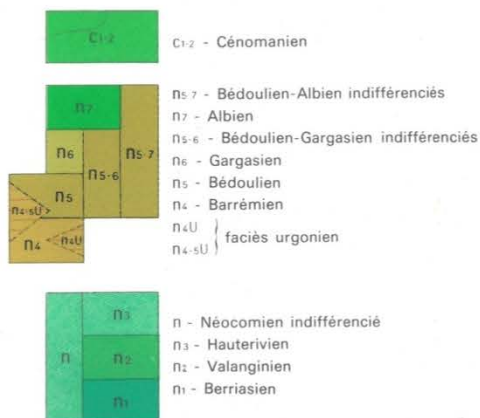 C1-2
C1-2 - Cénomanien
n7
n6
n5-6
n5-7
n5
n4-5U
n4
n4U
n5-7 - Bédoulien-Albien indifférenciés
n7 - Albien
n5-6 - Bédoulien-Gargasien indifférenciés
n6 - Gargasien
n5 - Bédoulien
n4 - Barrémien
n4U
n4-5U
faciès urgonien
n
n3
n2
n1
n - Néocomien indifférencié
n3 - Hauterivien
n2 - Valanginien
n1 - Berriasien